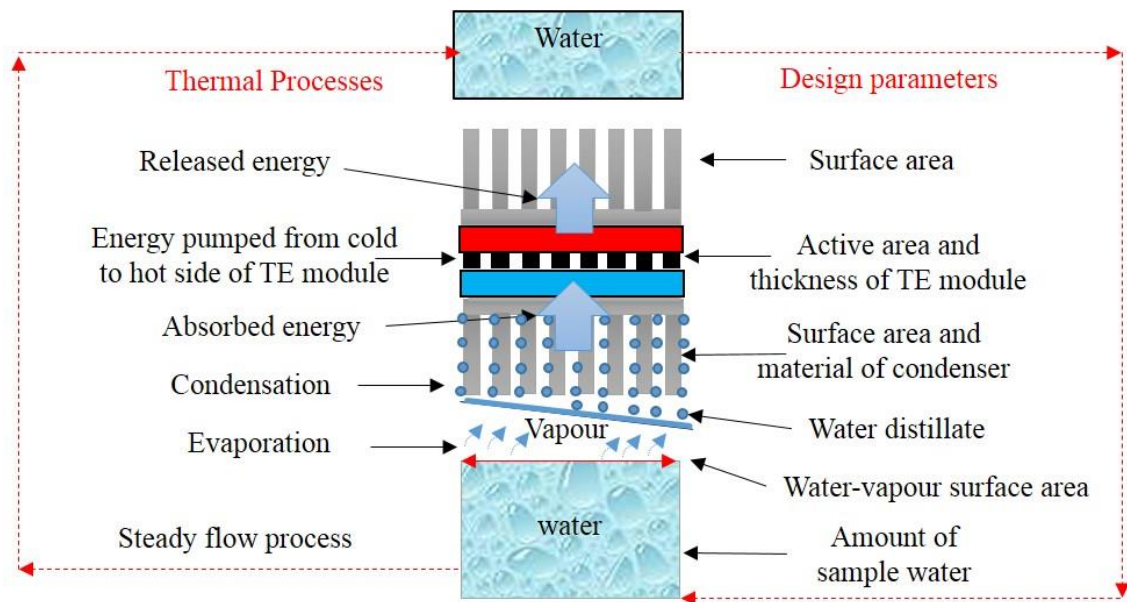 Water
Thermal Processes
Design parameters
Released energy
Surface area
Energy pumped from cold
to hot side of TE module
Active area and
thickness of TE module
Absorbed energy
Surface area and
material of condenser
Condensation
Vapour
Water distillate
Evaporation
Water-vapour surface area
water
Steady flow process
Amount of
sample water